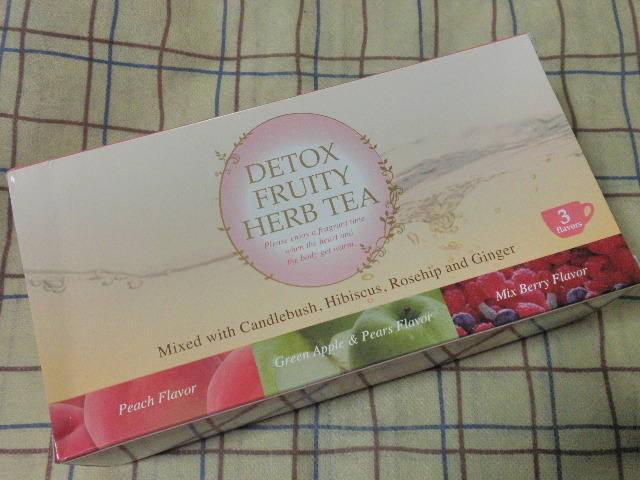 DETOX
FRUITY
HERB TEA
Please enjoy a fragrant time
when the heart and
the body get warm.
3
flavors
Mixed with Candlebush, Hibiscus, Rosehip and Ginger
Peach Flavor
Green Apple & Pears Flavor
Mix Berry Flavor